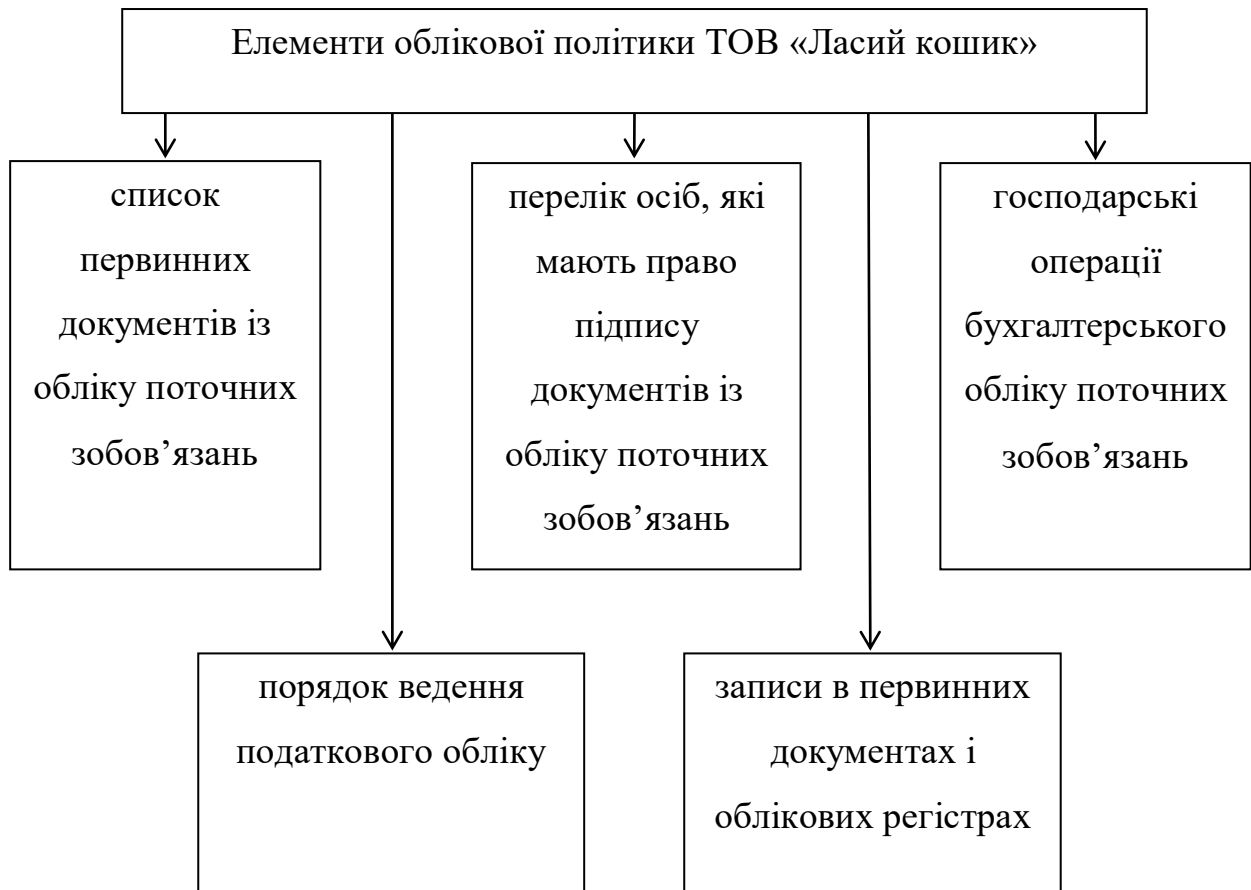 Елементи облікової політики ТОВ «Ласий кошик»
список
первинних
документів із
обліку поточних
зобов’язань
перелік осіб, які
мають право
підпису
документів із
обліку поточних
зобов’язань
господарські
операції
бухгалтерського
обліку поточних
зобов’язань
порядок ведення
податкового обліку
записи в первинних
документах і
облікових регістрах